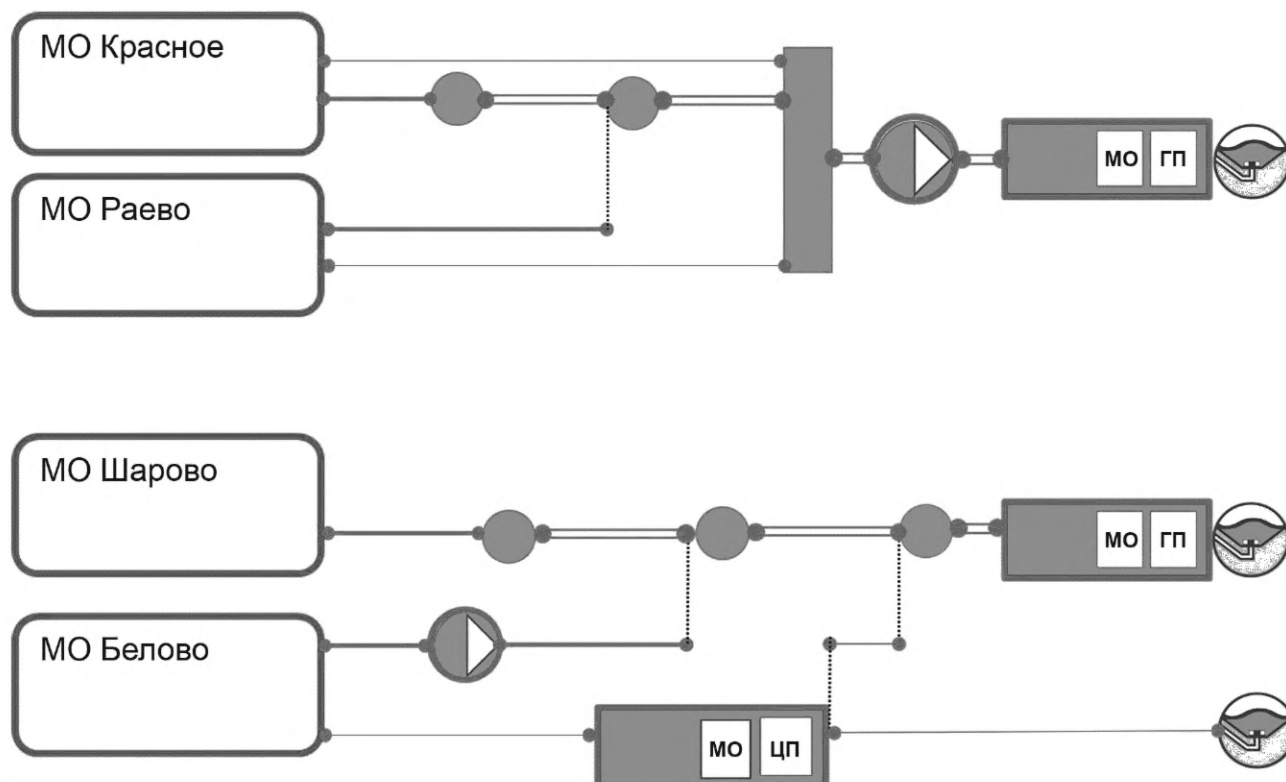 МО Красное
МО ГП
МО Раево
МО Шарово
МО ГП
МО Белово
МО ЦП